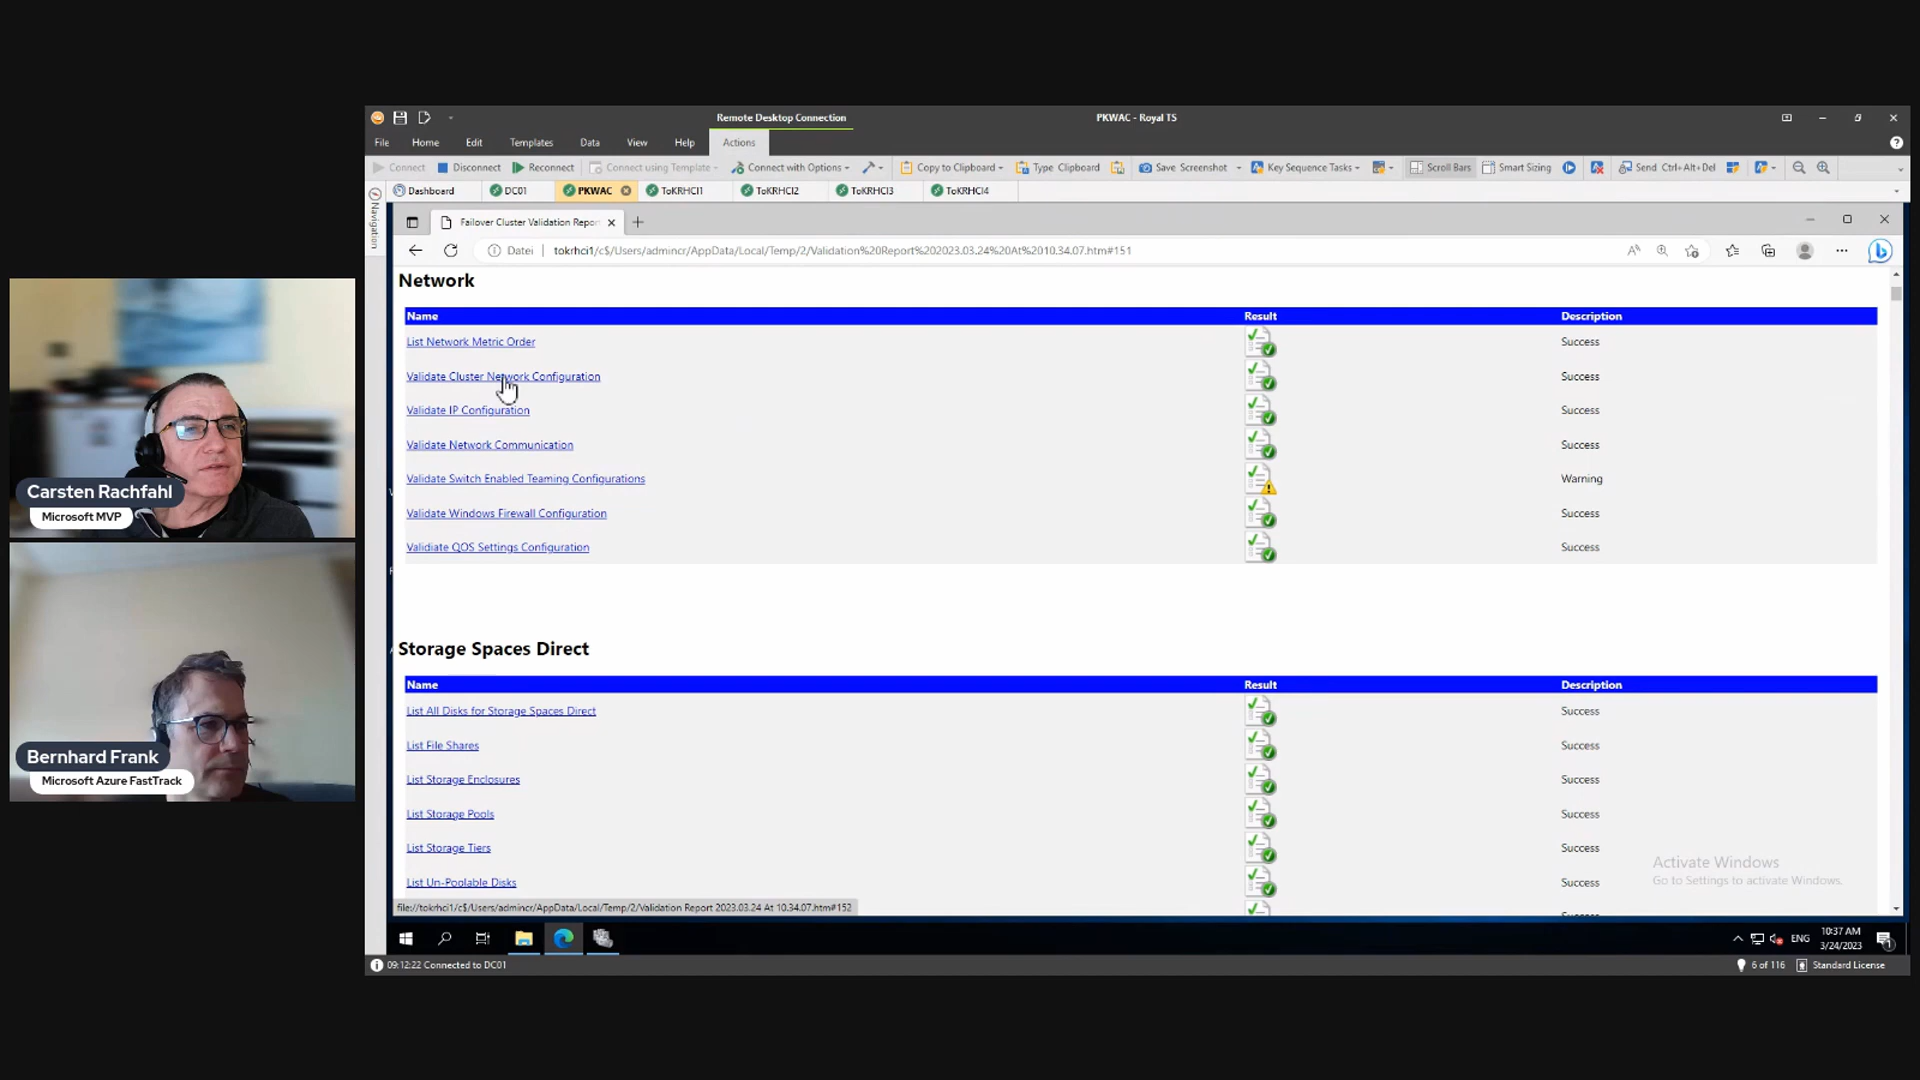 Remote Desktop Connection
PKWAC - Royal TS
File Home Edit Templates Data View Help Actions
Connect Disconnect Reconnect Connect using Template Connect with Options Copy to Clipboard Type Clipboard Save Screenshot Key Sequence Tasks Scroll Bars Smart Sizing Send Ctrl+Alt+Del
Navigation
Dashboard DC01 PKWAC ToKRHCI1 ToKRHCI2 ToKRHCI3 ToKRHCI4
Failover Cluster Validation Repor
Datei tokrhci1/c$/Users/admincr/AppData/Local/Temp/2/Validation%20Report%202023.03.24%20At%2010.34.07.htm#151
Network
Name Result Description
List Network Metric Order Success
Validate Cluster Network Configuration Success
Validate IP Configuration Success
Validate Network Communication Success
Validate Switch Enabled Teaming Configurations Warning
Validate Windows Firewall Configuration Success
Validiate QOS Settings Configuration Success
Storage Spaces Direct
Name Result Description
List All Disks for Storage Spaces Direct Success
List File Shares Success
List Storage Enclosures Success
List Storage Pools Success
List Storage Tiers Success
List Un-Poolable Disks Success
Activate Windows
Go to Settings to activate Windows.
file://tokrhci1/c$/Users/admincr/AppData/Local/Temp/2/Validation Report 2023.03.24 At 10.34.07.htm#152
ENG
10:37 AM
3/24/2023
1
09:12:22 Connected to DC01
6 of 116 Standard License
Carsten Rachfahl
Microsoft MVP
Bernhard Frank
Microsoft Azure FastTrack